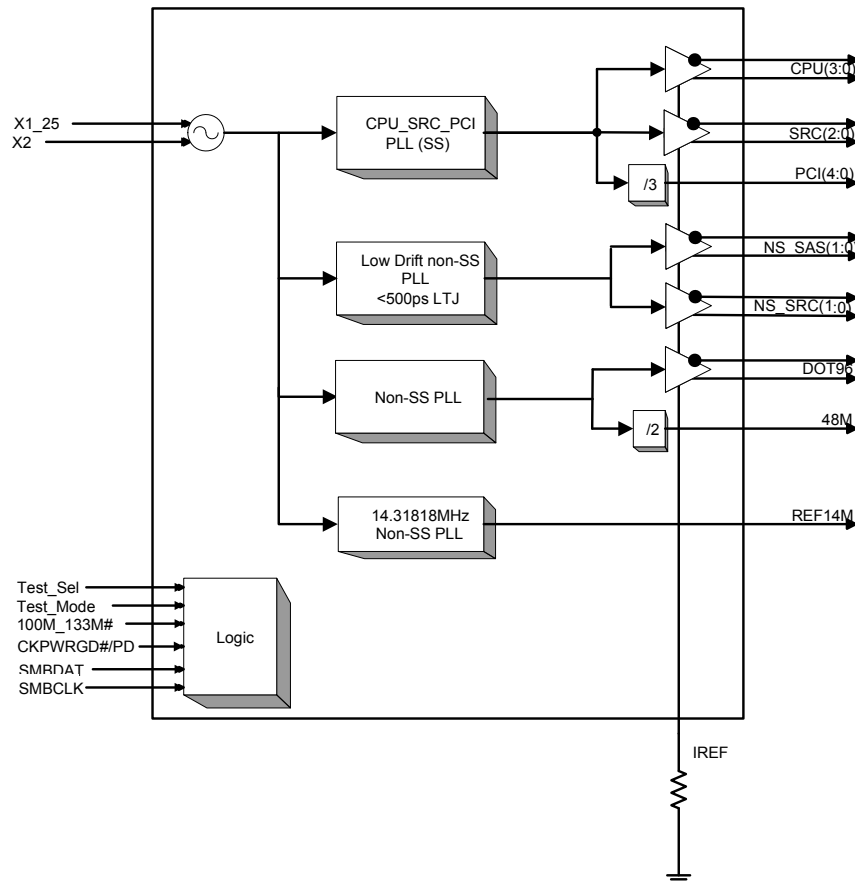 CPU(3:0)
X1_25
X2
CPU_SRC_PCI
PLL (SS)
SRC(2:0)
/3
PCI(4:0)
Low Drift non-SS
PLL
<500ps LTJ
NS_SAS(1:0)
NS_SRC(1:0)
Non-SS PLL
DOT96
/2
48M
14.31818MHz
Non-SS PLL
REF14M
Test_Sel
Test_Mode
100M_133M#
CKPWRGD#/PD
SMBDAT
SMBCLK
Logic
IREF